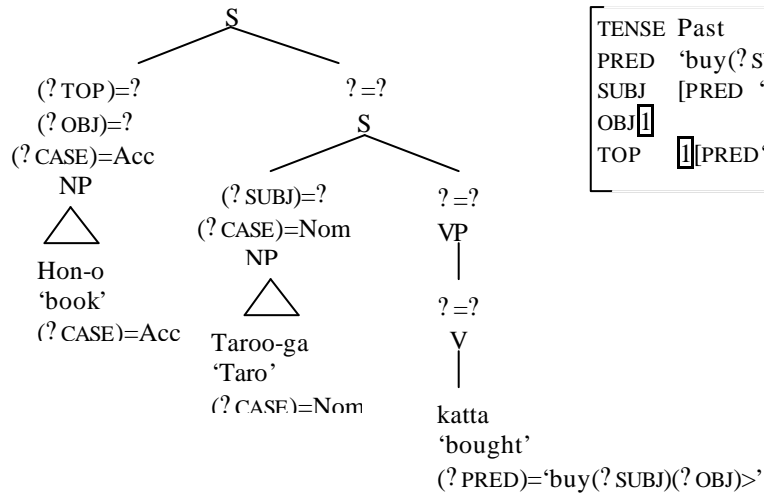 S
(? TOP)=?
(? OBJ)=?
(? CASE)=Acc
NP
Hon-o
‘book’
(? CASE)=Acc
? =?
S
(? SUBJ)=?
(? CASE)=Nom
NP
Taroo-ga
‘Taro’
(? CASE)=Nom
? =?
VP
? =?
V
katta
‘bought’
(? PRED)=‘buy(? SUBJ)(? OBJ)>’
TENSE Past
PRED ‘buy(? S
SUBJ [PRED ‘
OBJ 1
TOP 1 [PRED‘